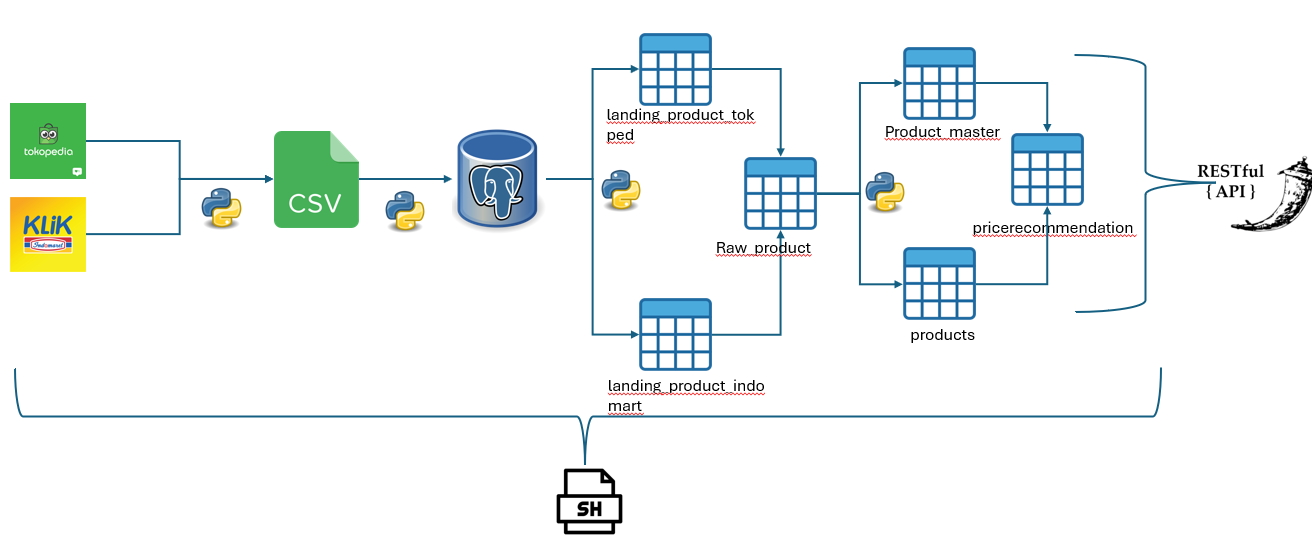 tokopedia
KLiK
Indomaret
CSV
landing_product_tok
ped
landing_product_indo
mart
Raw_product
Product_master
products
pricerecommendation
RESTful
{ API }
SH